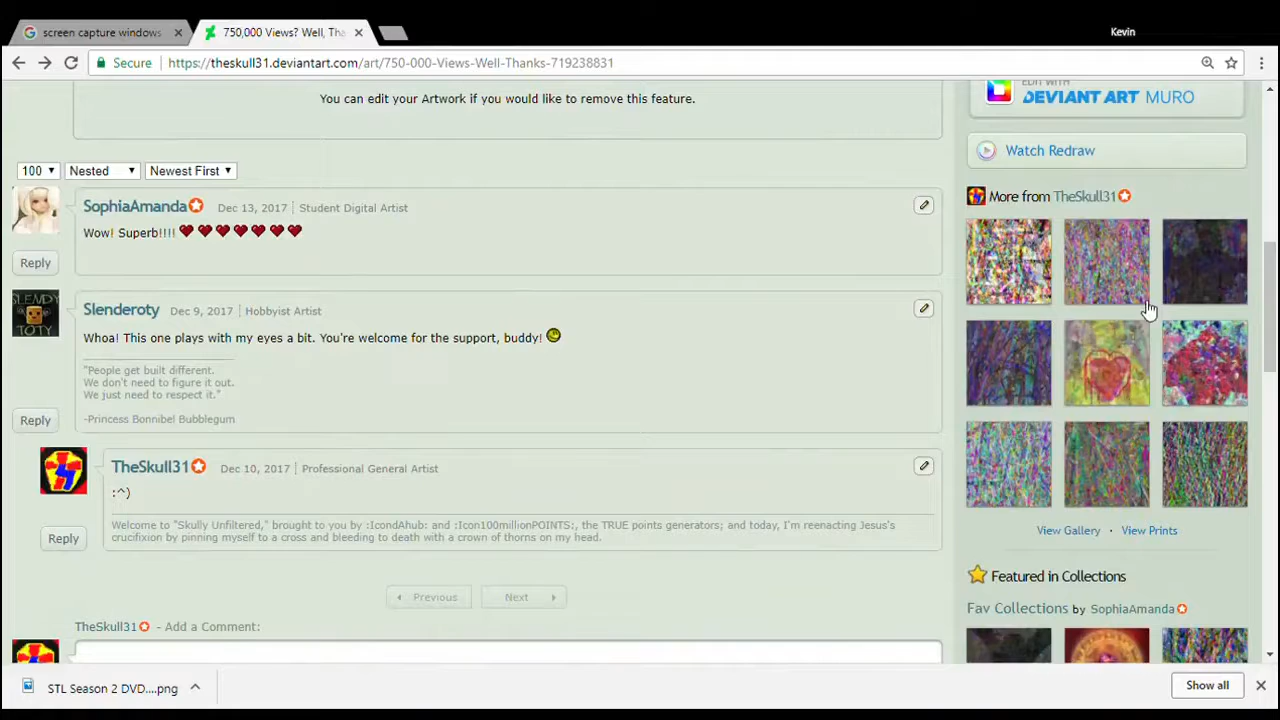 screen capture windows
750,000 Views? Well, Tha
Kevin
Secure
https://theskull31.deviantart.com/art/750-000-Views-Well-Thanks-719238831
You can edit your Artwork if you would like to remove this feature.
EDIT WITH
DEVIANT ART MURO
Watch Redraw
100
Nested
Newest First
SophiaAmanda
Dec 13, 2017
Student Digital Artist
Wow! Superb!!!!
Reply
SLENDY
TOTY
Slenderoty
Dec 9, 2017
Hobbyist Artist
Whoa! This one plays with my eyes a bit. You're welcome for the support, buddy!
"People get built different.
We don't need to figure it out.
We just need to respect it."
-Princess Bonnibel Bubblegum
Reply
TheSkull31
Dec 10, 2017
Professional General Artist
:^)
Welcome to "Skully Unfiltered," brought to you by :IcondAhub: and :Icon100millionPOINTS:, the TRUE points generators; and today, I'm reenacting Jesus's
crucifixion by pinning myself to a cross and bleeding to death with a crown of thorns on my head.
Reply
Previous
Next
TheSkull31 - Add a Comment:
More from TheSkull31
View Gallery · View Prints
Featured in Collections
Fav Collections by SophiaAmanda
STL Season 2 DVD....png
Show all